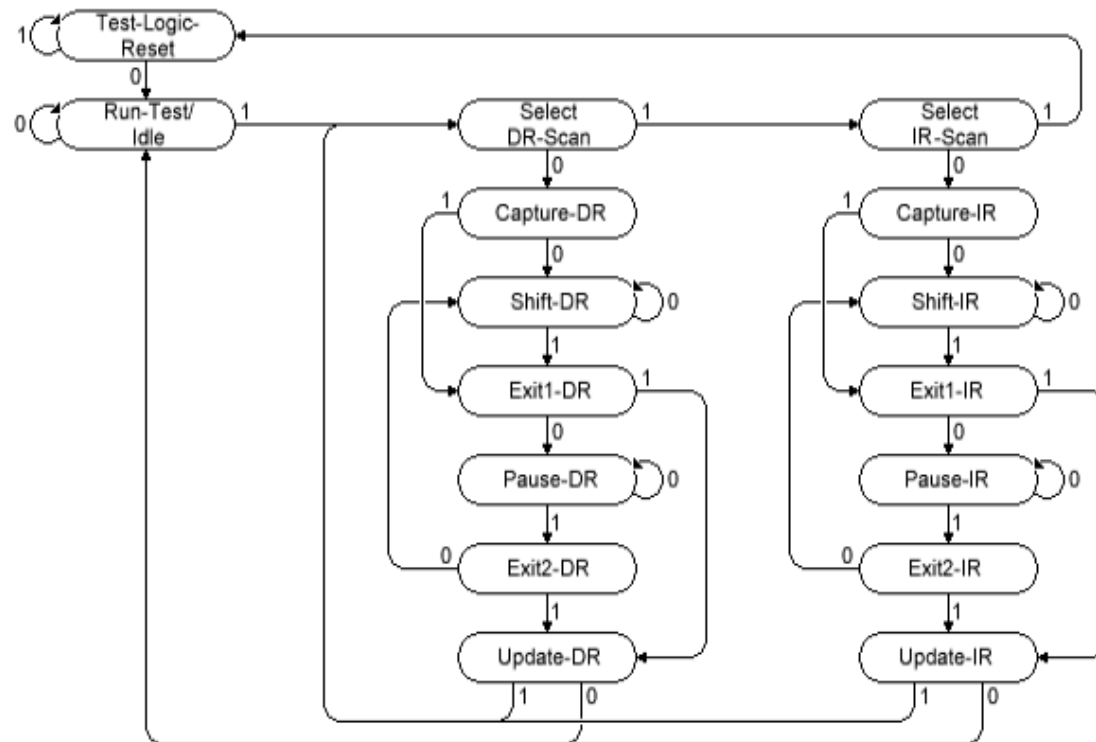 Test-Logic-
Reset
1
0
Run-Test/
Idle
0
1
Select
DR-Scan
1
0
Select
IR-Scan
1
0
1
Capture-DR
0
1
Capture-IR
0
Shift-DR
0
1
Shift-IR
0
1
Exit1-DR
1
0
Exit1-IR
1
0
Pause-DR
0
1
Pause-IR
0
1
0
Exit2-DR
1
0
Exit2-IR
1
Update-DR
1
0
Update-IR
1
0